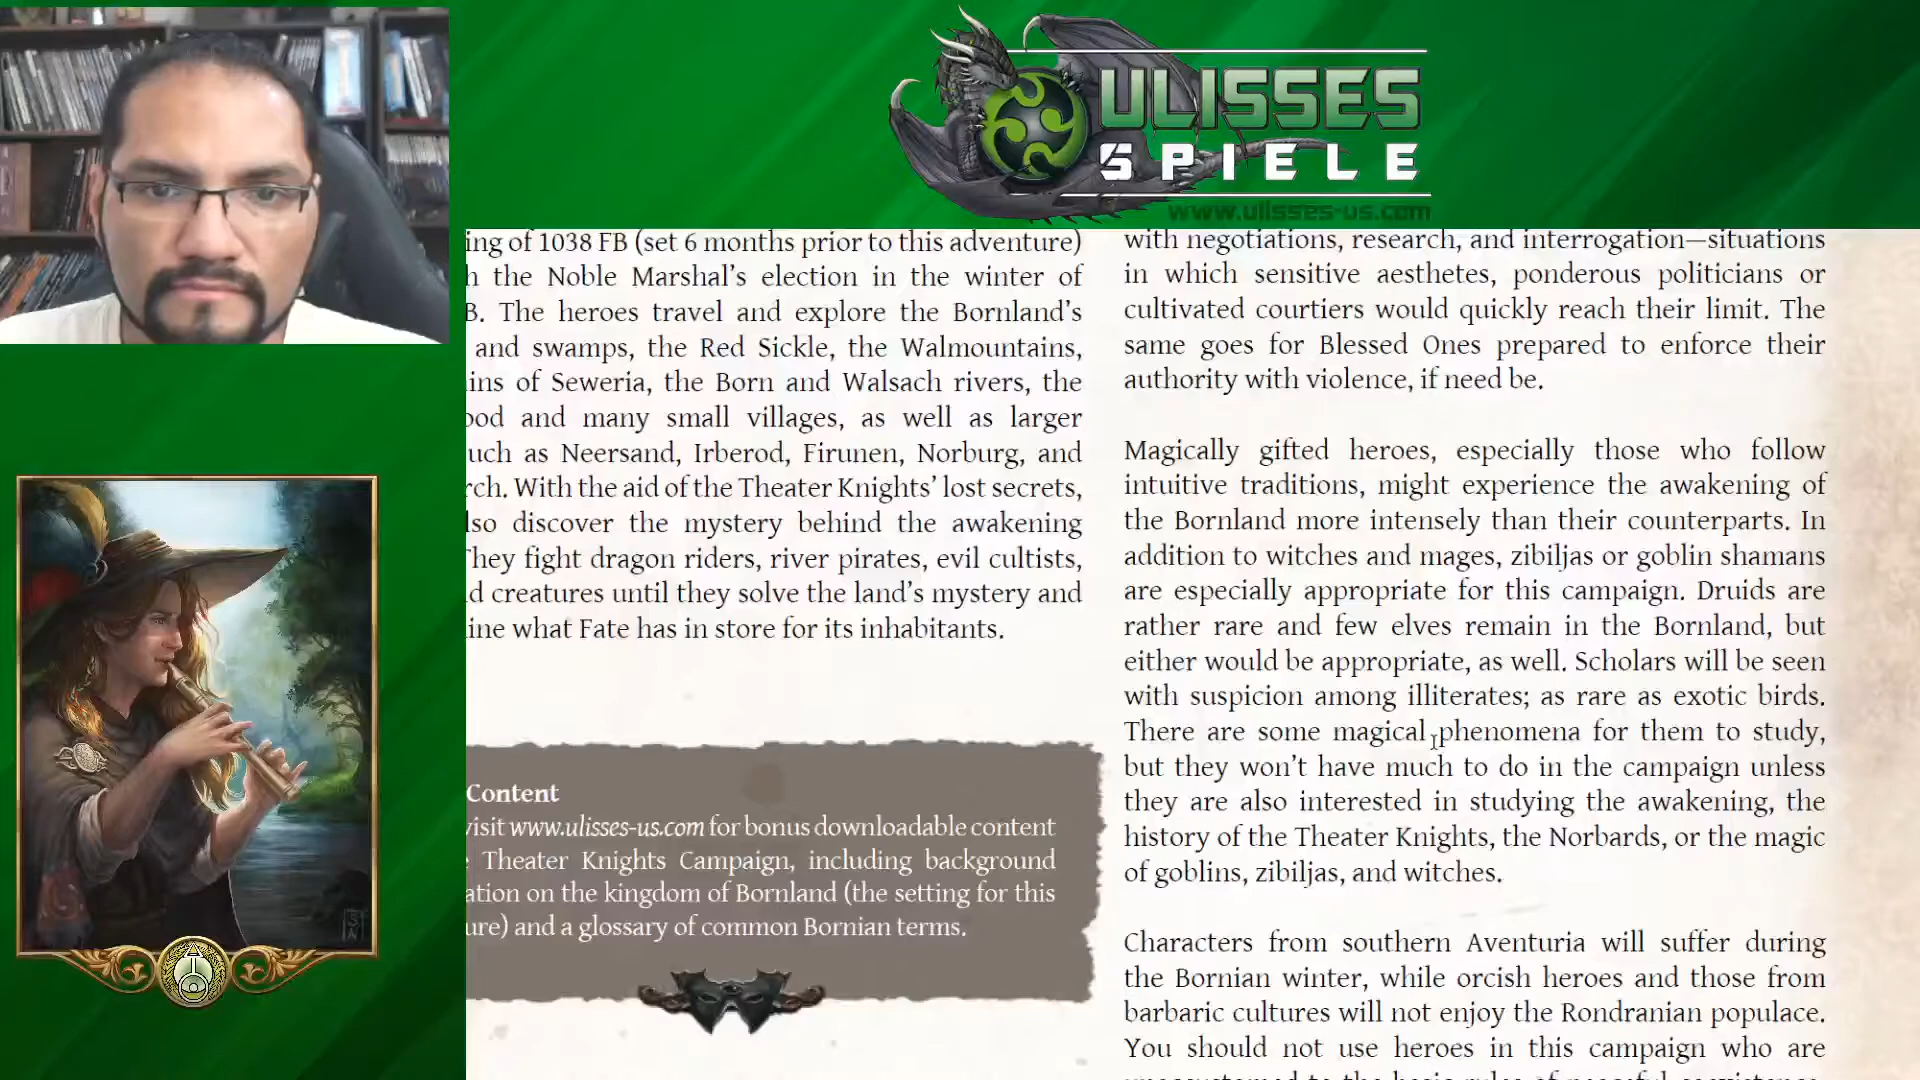 ULISSES
SPIELE
www.ulisses-us.com
ing of 1038 FB (set 6 months prior to this adventure)
the Noble Marshal's election in the winter of
B. The heroes travel and explore the Bornland's
and swamps, the Red Sickle, the Walmountains,
ins of Seweria, the Born and Walsach rivers, the
ood and many small villages, as well as larger
uch as Neersand, Irberod, Firunen, Norburg, and
rch. With the aid of the Theater Knights' lost secrets,
lso discover the mystery behind the awakening
They fight dragon riders, river pirates, evil cultists,
d creatures until they solve the land's mystery and
ine what Fate has in store for its inhabitants.
Content
visit www.ulisses-us.com for bonus downloadable content
e Theater Knights Campaign, including background
ation on the kingdom of Bornland (the setting for this
ure) and a glossary of common Bornian terms.
with negotiations, research, and interrogation—situations
in which sensitive aesthetes, ponderous politicians or
cultivated courtiers would quickly reach their limit. The
same goes for Blessed Ones prepared to enforce their
authority with violence, if need be.
Magically gifted heroes, especially those who follow
intuitive traditions, might experience the awakening of
the Bornland more intensely than their counterparts. In
addition to witches and mages, zibiljas or goblin shamans
are especially appropriate for this campaign. Druids are
rather rare and few elves remain in the Bornland, but
either would be appropriate, as well. Scholars will be seen
with suspicion among illiterates; as rare as exotic birds.
There are some magical phenomena for them to study,
but they won't have much to do in the campaign unless
they are also interested in studying the awakening, the
history of the Theater Knights, the Norbards, or the magic
of goblins, zibiljas, and witches.
Characters from southern Aventuria will suffer during
the Bornian winter, while orcish heroes and those from
barbaric cultures will not enjoy the Rondranian populace.
You should not use heroes in this campaign who are